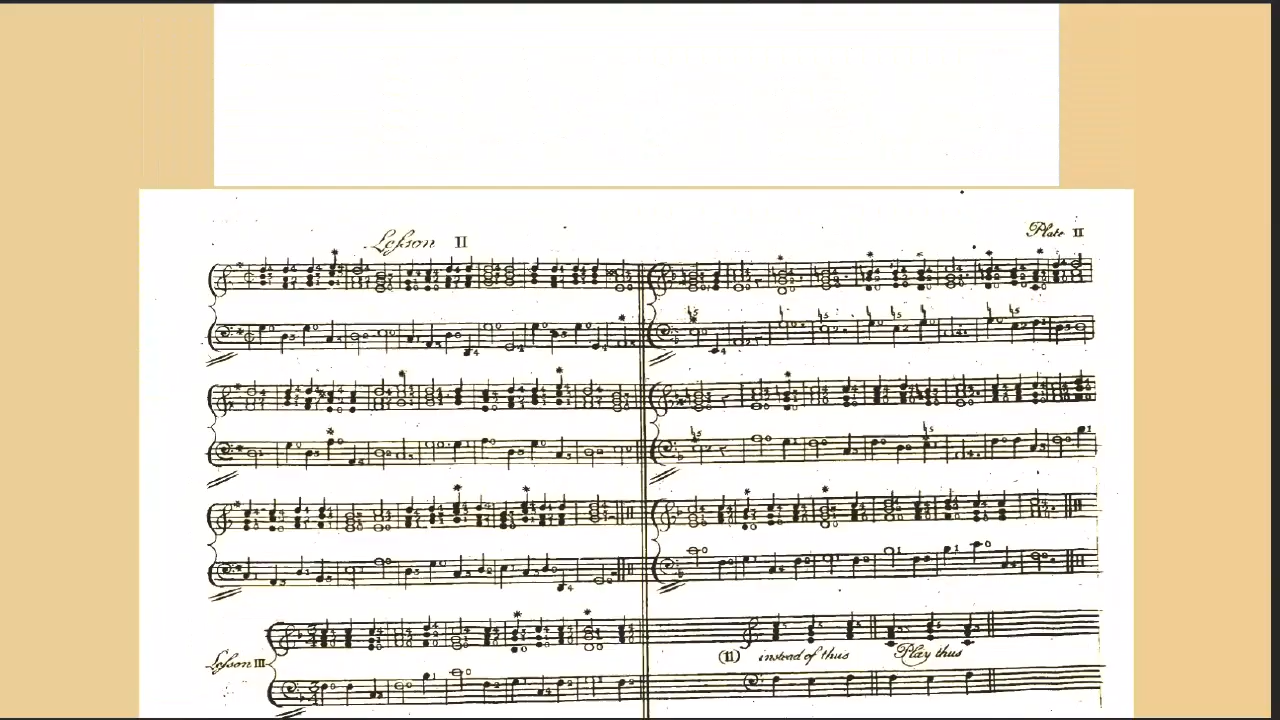 Lesson II
Plate II
Lesson III
(11) instead of thus Play thus